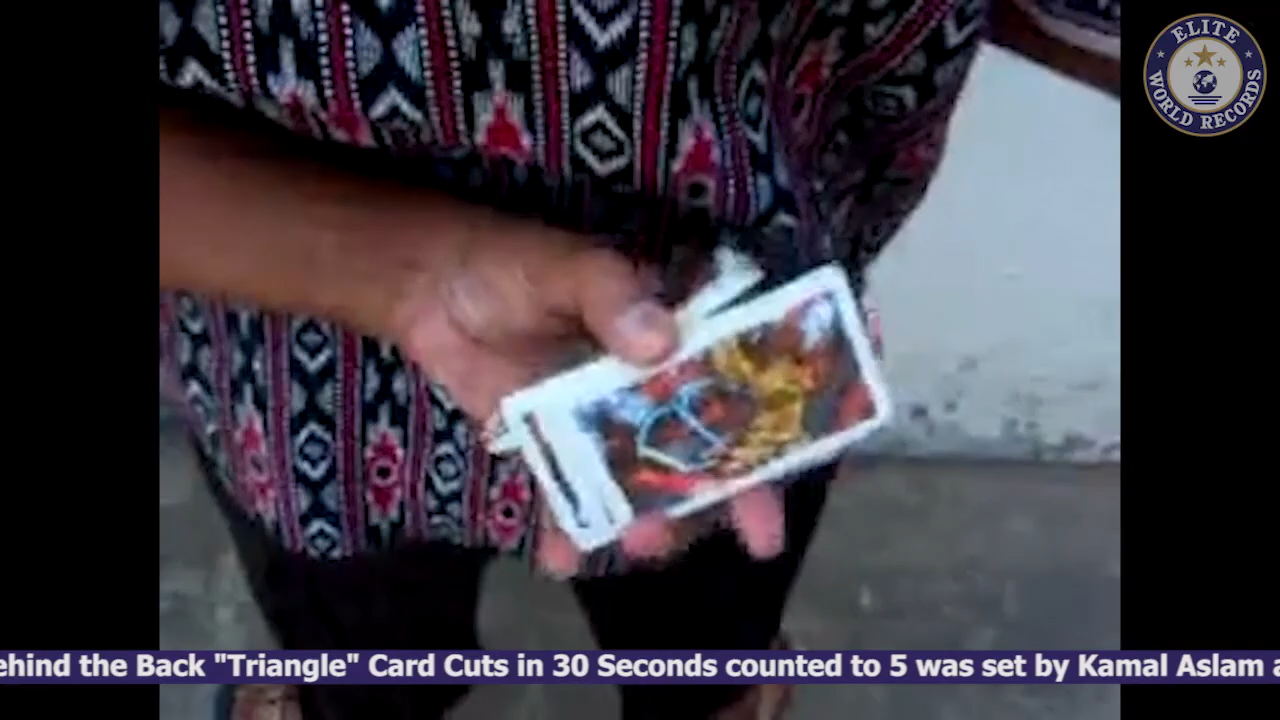 ELITE
WORLD RECORDS
ehind the Back "Triangle" Card Cuts in 30 Seconds counted to 5 was set by Kamal Aslam a